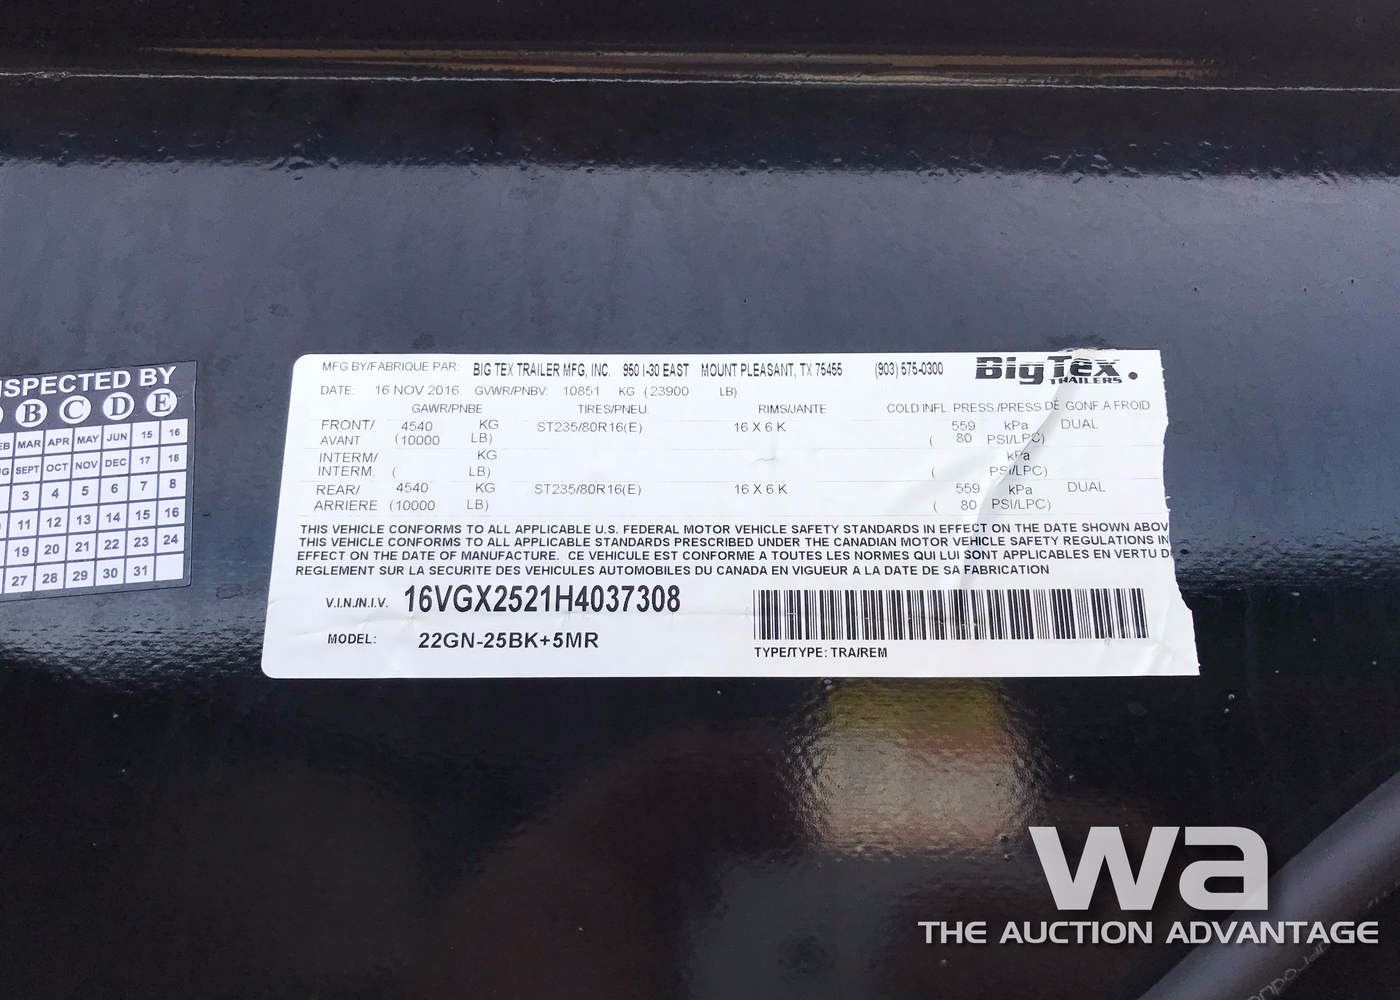 NSPECTED BY
B C D E
MAR APR MAY JUN 15 16
SEPT OCT NOV DEC 17 18
3 4 5 6 7 8
11 12 13 14 15 16
19 20 21 22 23 24
27 28 29 30 31
MFG BY/FABRIQUE PAR: BIG TEX TRAILER MFG, INC. 950 I-30 EAST MOUNT PLEASANT, TX 75455 (903) 575-0300 Big Tex TRAILERS
DATE: 16 NOV 2016 GVWR/PNBV: 10851 KG (23900 LB)
GAWR/PNBE TIRES/PNEU. RIMS/JANTE COLD INFL. PRESS./PRESS DE GONF. A FROID
FRONT/ 4540 KG ST235/80R16(E) 16 X 6 K 559 kPa DUAL
AVANT (10000 LB) ( 80 PSI/LPC)
INTERM/ KG kPa
INTERM. ( LB) ( PSI/LPC)
REAR/ 4540 KG ST235/80R16(E) 16 X 6 K 559 kPa DUAL
ARRIERE (10000 LB) ( 80 PSI/LPC)
THIS VEHICLE CONFORMS TO ALL APPLICABLE U.S. FEDERAL MOTOR VEHICLE SAFETY STANDARDS IN EFFECT ON THE DATE SHOWN ABOV
THIS VEHICLE CONFORMS TO ALL APPLICABLE STANDARDS PRESCRIBED UNDER THE CANADIAN MOTOR VEHICLE SAFETY REGULATIONS IN
EFFECT ON THE DATE OF MANUFACTURE. CE VEHICULE EST CONFORME A TOUTES LES NORMES QUI LUI SONT APPLICABLES EN VERTU D
REGLEMENT SUR LA SECURITE DES VEHICULES AUTOMOBILES DU CANADA EN VIGUEUR A LA DATE DE SA FABRICATION
V.I.N./N.I.V. 16VGX2521H4037308
MODEL: 22GN-25BK+5MR
TYPE/TYPE: TRA/REM
wa
THE AUCTION ADVANTAGE